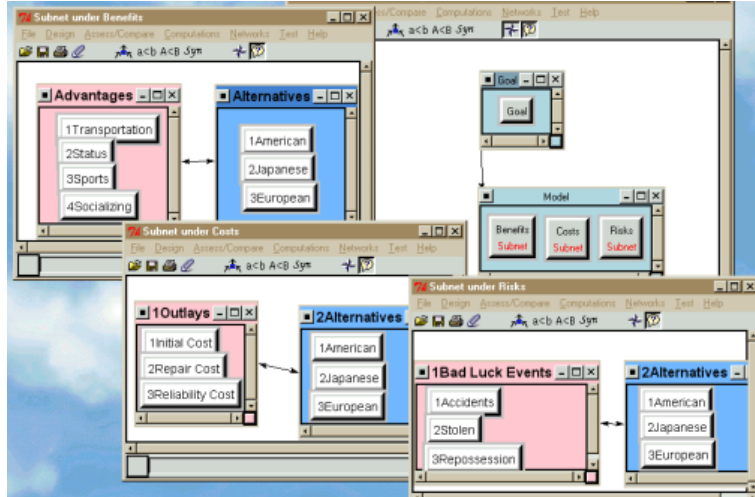 Subnet under Benefits
File Design Assess/Compare Computations Networks Test Help
a<b A<B Syn
Advantages
1Transportation
2Status
3Sports
4Socializing
Alternatives
1American
2Japanese
3European
ss/Compare Computations Networks Test Help
a<b A<B Syn
Goal
Goal
Model
Benefits
Subnet
Costs
Subnet
Risks
Subnet
Subnet under Costs
File Design Assess/Compare Computations Networks Test Help
a<b A<B Syn
1Outlays
1Initial Cost
2Repair Cost
3Reliability Cost
2Alternatives
1American
2Japanese
3European
Subnet under Risks
File Design Assess/Compare Computations Networks Test Help
a<b A<B Syn
1Bad Luck Events
1Accidents
2Stolen
3Repossession
2Alternatives
1American
2Japanese
3European